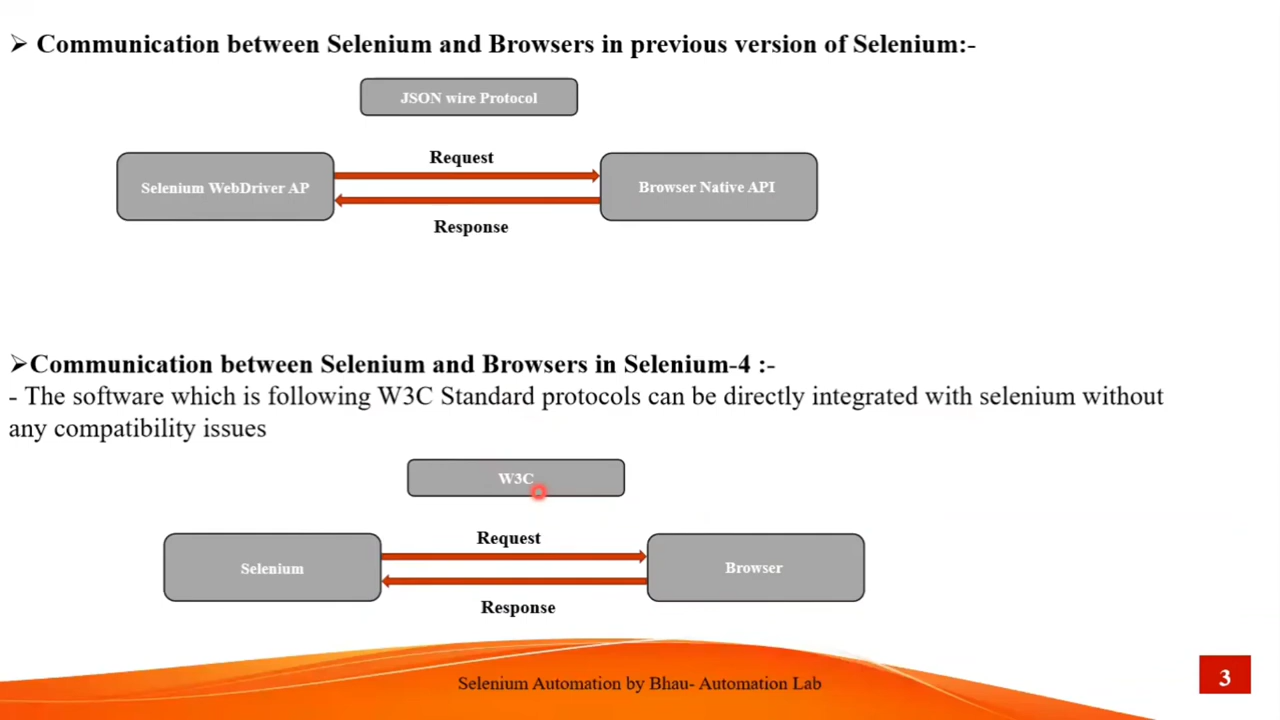 ➢ Communication between Selenium and Browsers in previous version of Selenium:-
JSON wire Protocol
Request
Selenium WebDriver AP
Browser Native API
Response
➢Communication between Selenium and Browsers in Selenium-4 :-
- The software which is following W3C Standard protocols can be directly integrated with selenium without
any compatibility issues
W3C
Request
Selenium
Browser
Response
Selenium Automation by Bhau- Automation Lab
3